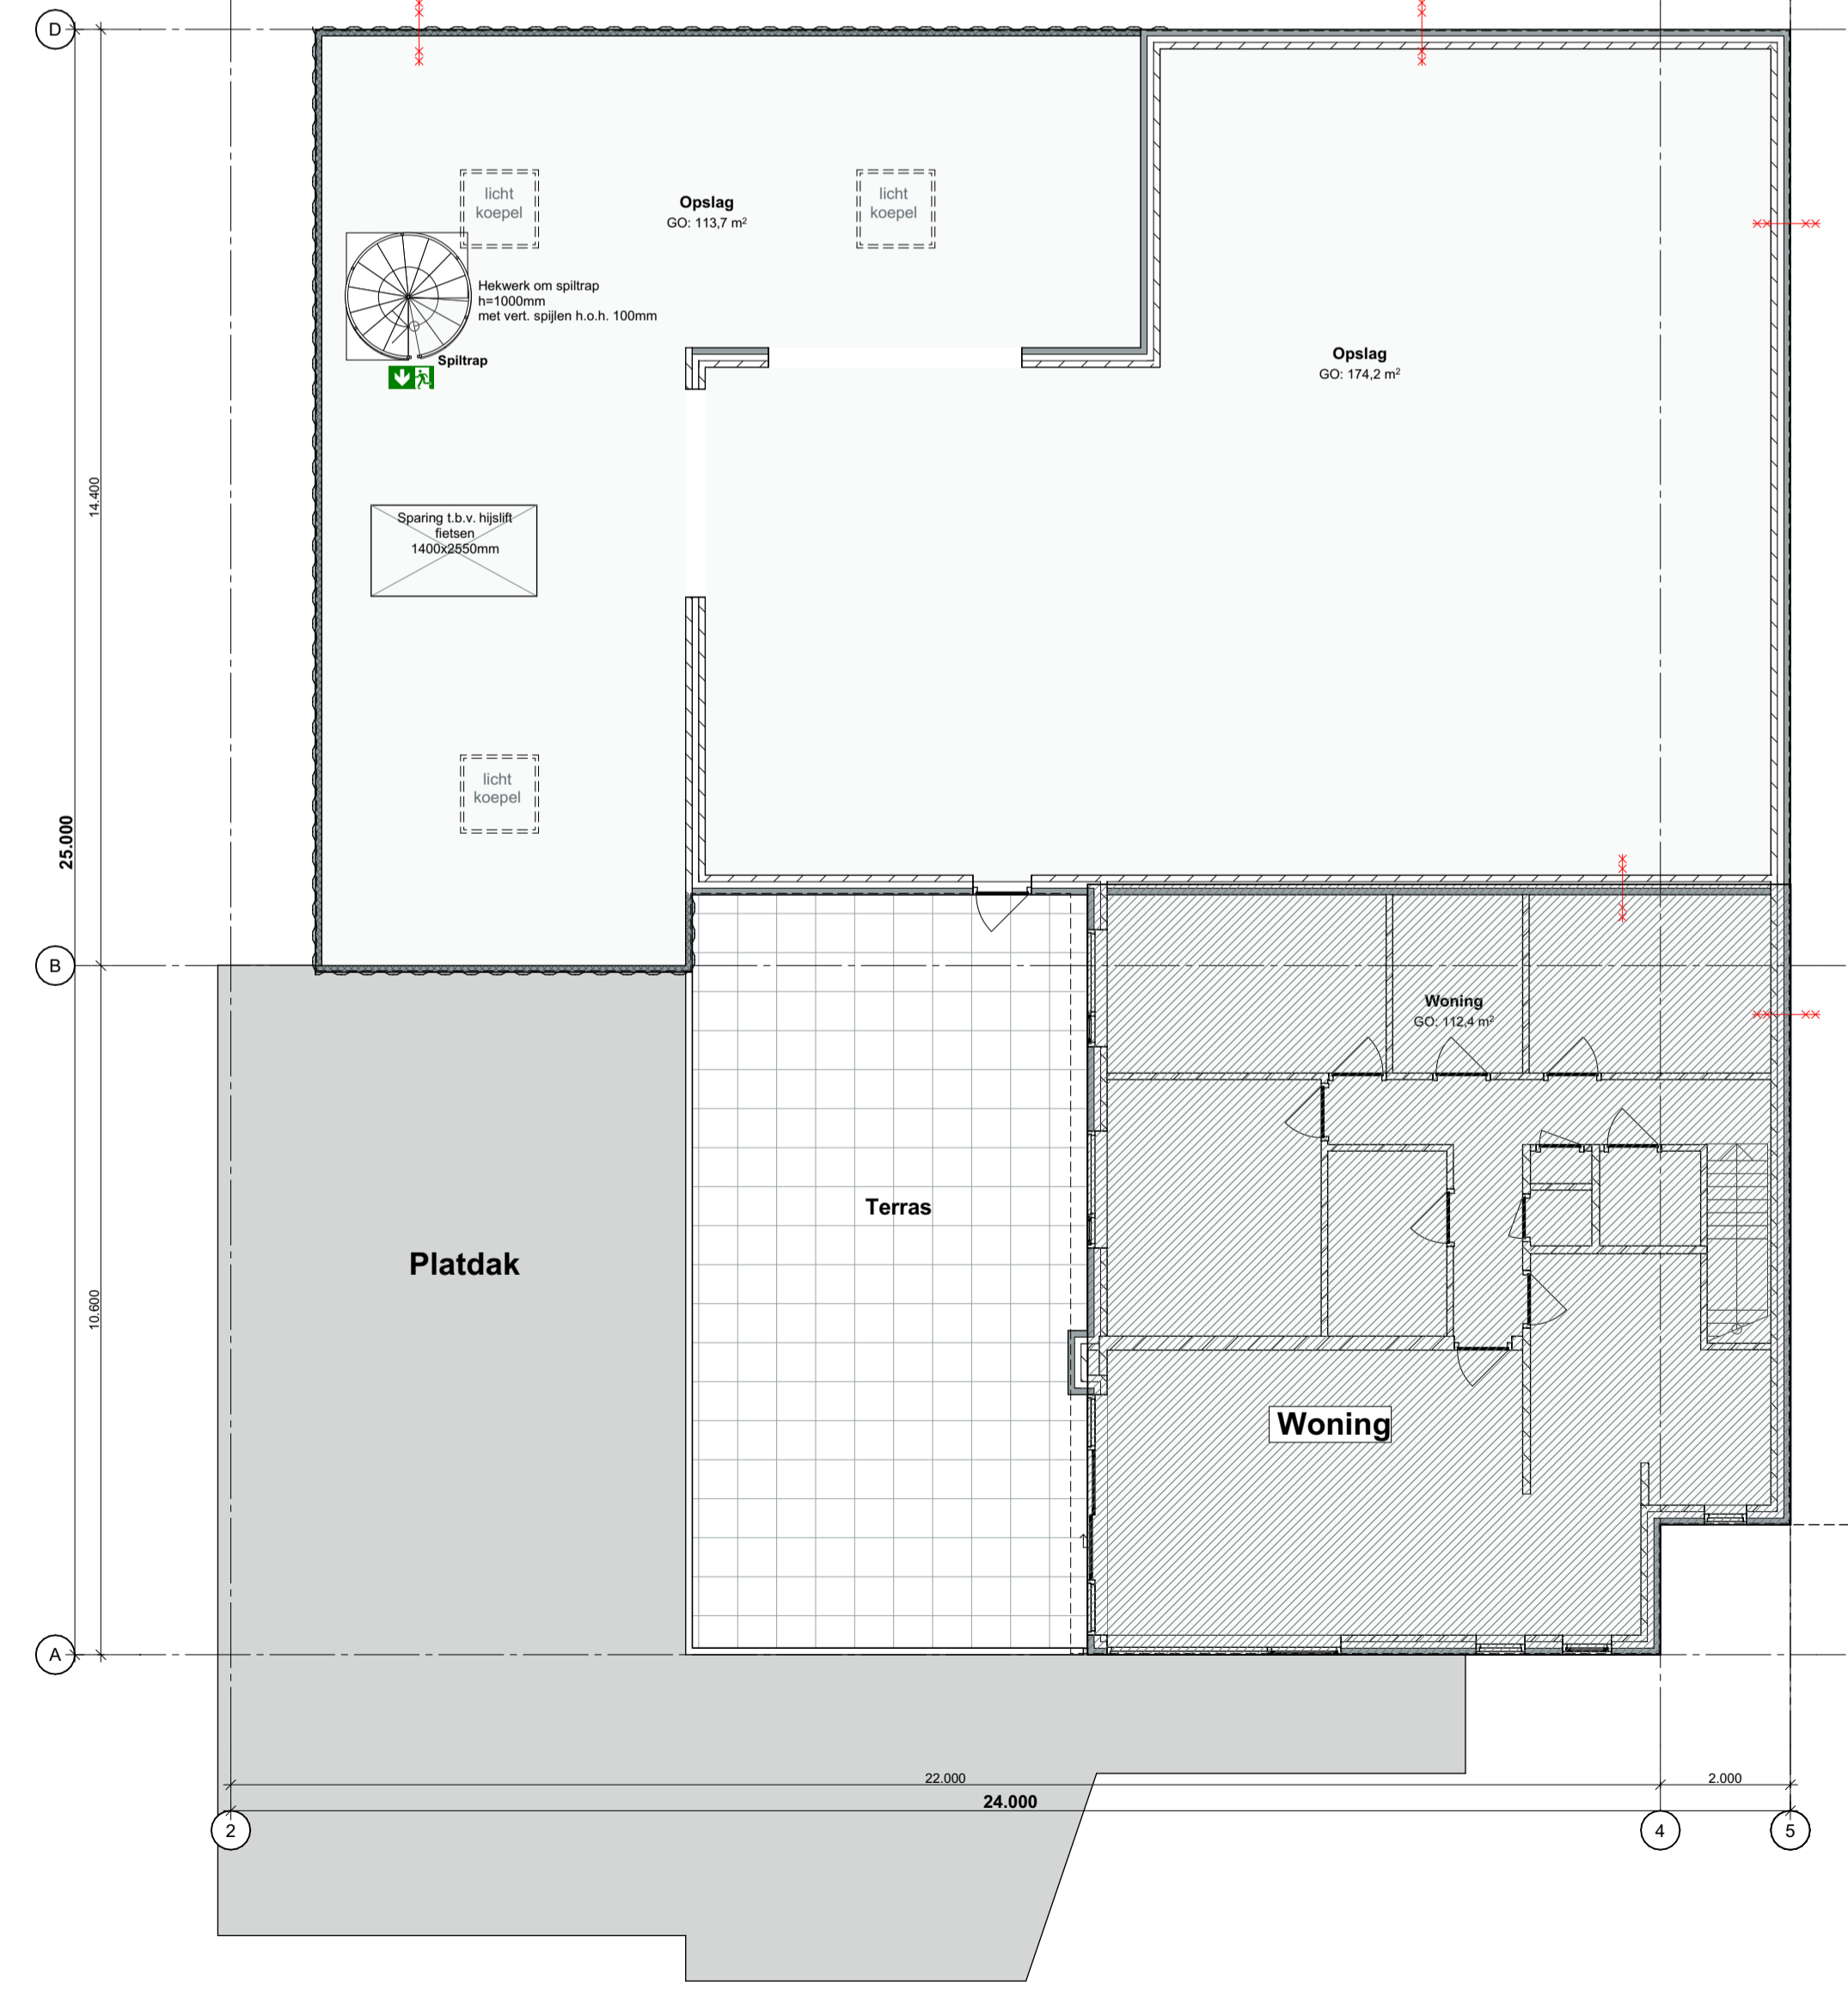 D
licht
koepel
Opslag
GO: 113,7 m²
licht
koepel
Hekwerk om spiltrap
h=1000mm
met vert. spijlen h.o.h. 100mm
Spiltrap
Opslag
GO: 174,2 m²
14.400
Sparing t.b.v. hijslift
fietsen
1400x2550mm
licht
koepel
25.000
B
Woning
GO: 112,4 m²
Terras
Platdak
10.600
Woning
A
22.000
2.000
24.000
2
4
5